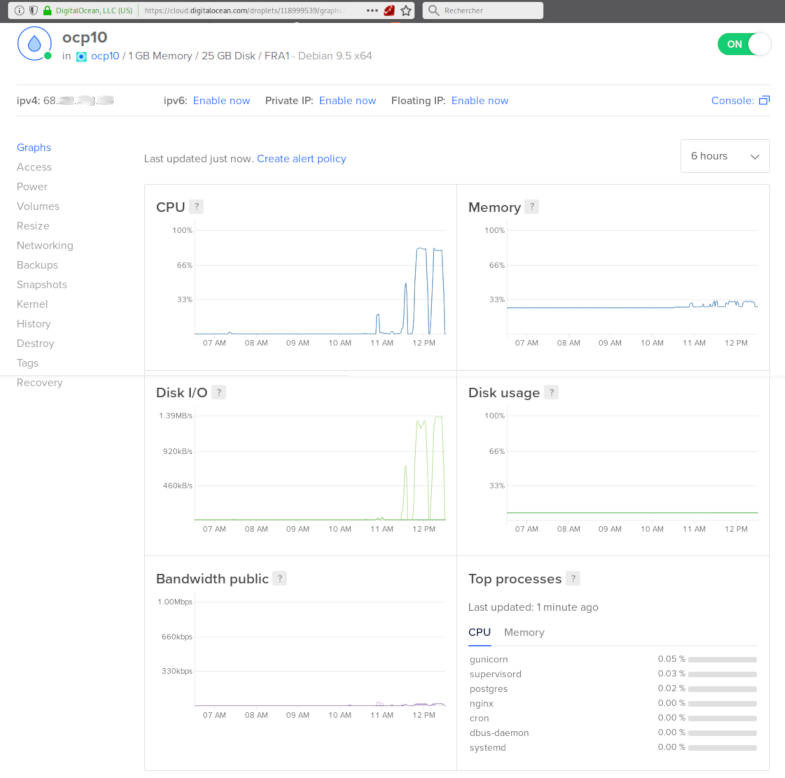 DigitalOcean, LLC (US) https://cloud.digitalocean.com/droplets/118999539/graphs ••• Rechercher
ocp10
in ocp10 / 1 GB Memory / 25 GB Disk / FRA1 - Debian 9.5 x64
ON
ipv4: 68. ipv6: Enable now Private IP: Enable now Floating IP: Enable now Console:
Graphs
Access
Power
Volumes
Resize
Networking
Backups
Snapshots
Kernel
History
Destroy
Tags
Recovery
Last updated just now. Create alert policy
6 hours
CPU ?
100%
66%
33%
07 AM 08 AM 09 AM 10 AM 11 AM 12 PM
Memory ?
100%
66%
33%
07 AM 08 AM 09 AM 10 AM 11 AM 12 PM
Disk I/O ?
1.39MB/s
920kB/s
460kB/s
07 AM 08 AM 09 AM 10 AM 11 AM 12 PM
Disk usage ?
100%
66%
33%
07 AM 08 AM 09 AM 10 AM 11 AM 12 PM
Bandwidth public ?
1.00Mbps
660kbps
330kbps
07 AM 08 AM 09 AM 10 AM 11 AM 12 PM
Top processes ?
Last updated: 1 minute ago
CPU Memory
gunicorn 0.05 %
supervisord 0.03 %
postgres 0.02 %
nginx 0.00 %
cron 0.00 %
dbus-daemon 0.00 %
systemd 0.00 %